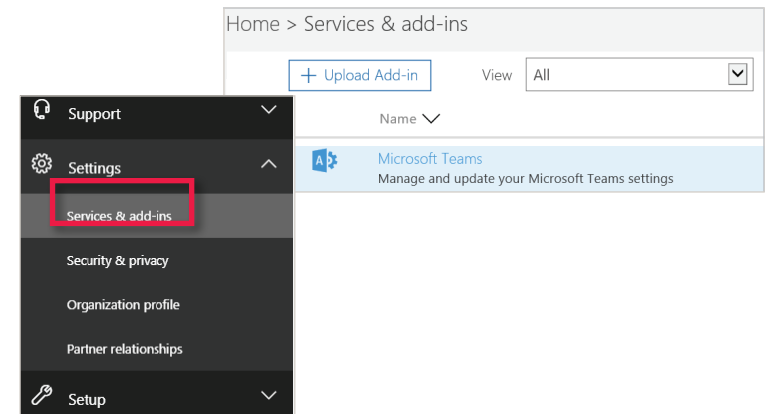 Home > Services & add-ins
+ Upload Add-in
View
All
Name
Microsoft Teams
Manage and update your Microsoft Teams settings
Support
Settings
Services & add-ins
Security & privacy
Organization profile
Partner relationships
Setup